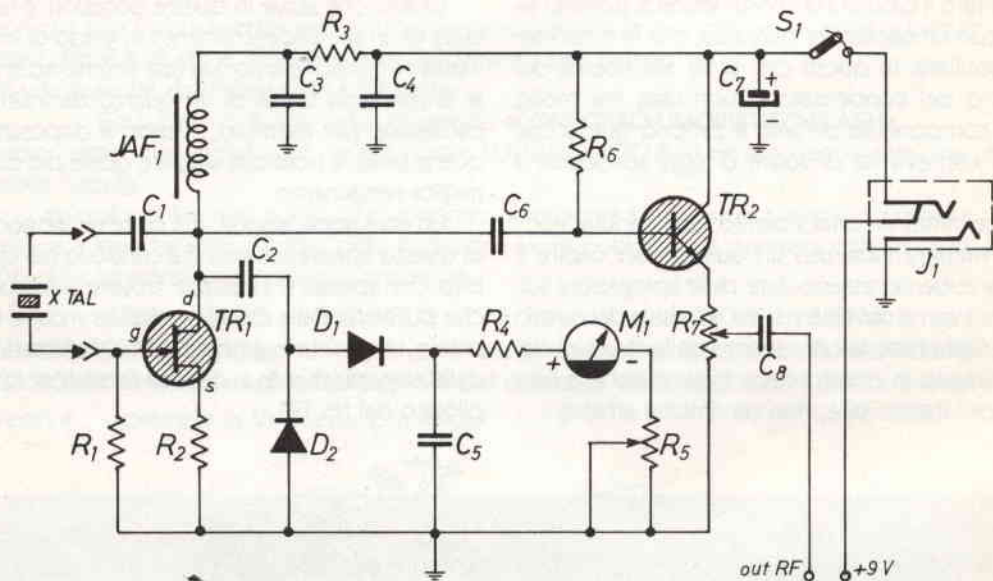 S₁
R₃
C₃
C₄
C₇
+
−
R₆
JAF₁
C₁
C₆
TR₂
J₁
C₂
X TAL
d
g
TR₁
D₁
R₄
M₁
+
R₇
C₈
s
R₁
R₂
D₂
C₅
R₅
out RF
+9 V